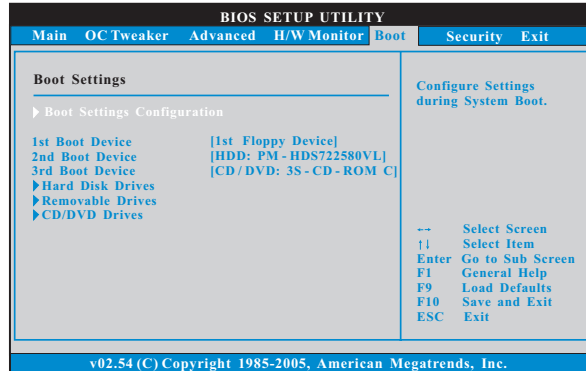 BIOS SETUP UTILITY
Main OC Tweaker Advanced H/W Monitor Boot Security Exit
Boot Settings
Boot Settings Configuration
1st Boot Device [1st Floppy Device]
2nd Boot Device [HDD: PM - HDS722580VL]
3rd Boot Device [CD / DVD: 3S - CD - ROM C]
Hard Disk Drives
Removable Drives
CD/DVD Drives
Configure Settings
during System Boot.
←→ Select Screen
↑↓ Select Item
Enter Go to Sub Screen
F1 General Help
F9 Load Defaults
F10 Save and Exit
ESC Exit
v02.54 (C) Copyright 1985-2005, American Megatrends, Inc.